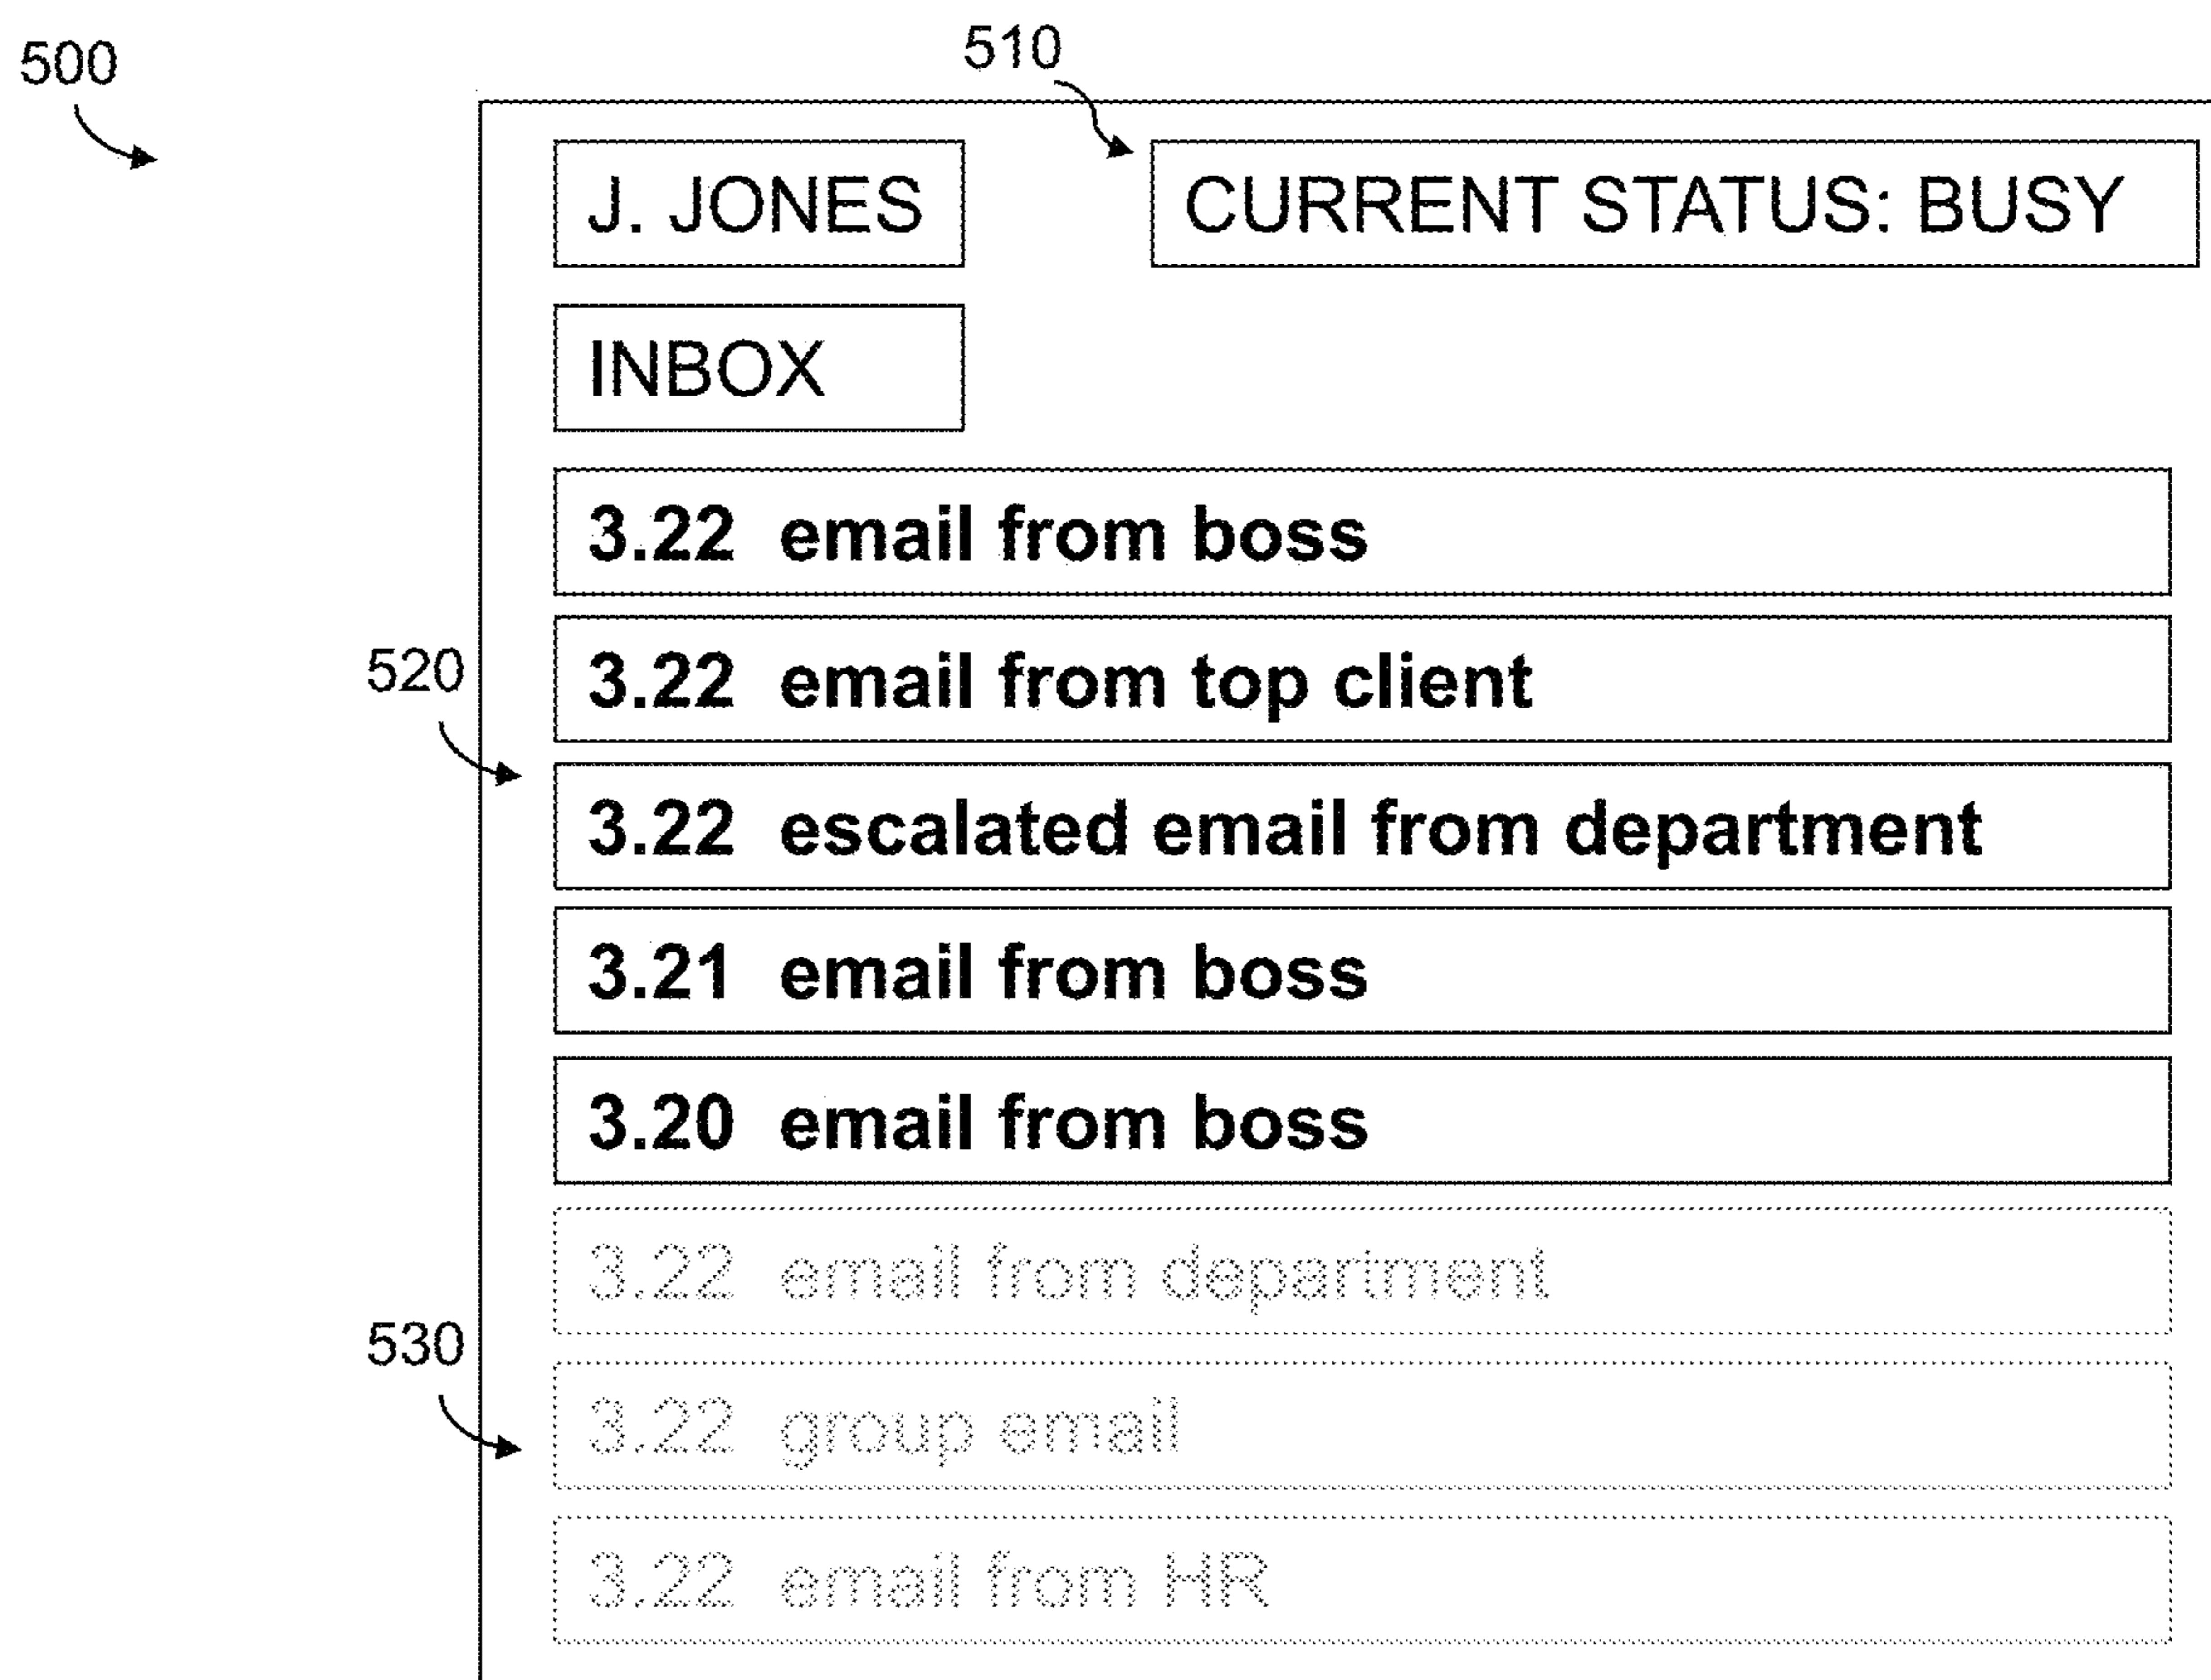 500
510
J. JONES
CURRENT STATUS: BUSY
INBOX
3.22 email from boss
3.22 email from top client
520
3.22 escalated email from department
3.21 email from boss
3.20 email from boss
3.22 email from department
530
3.22 group email
3.22 email from HR